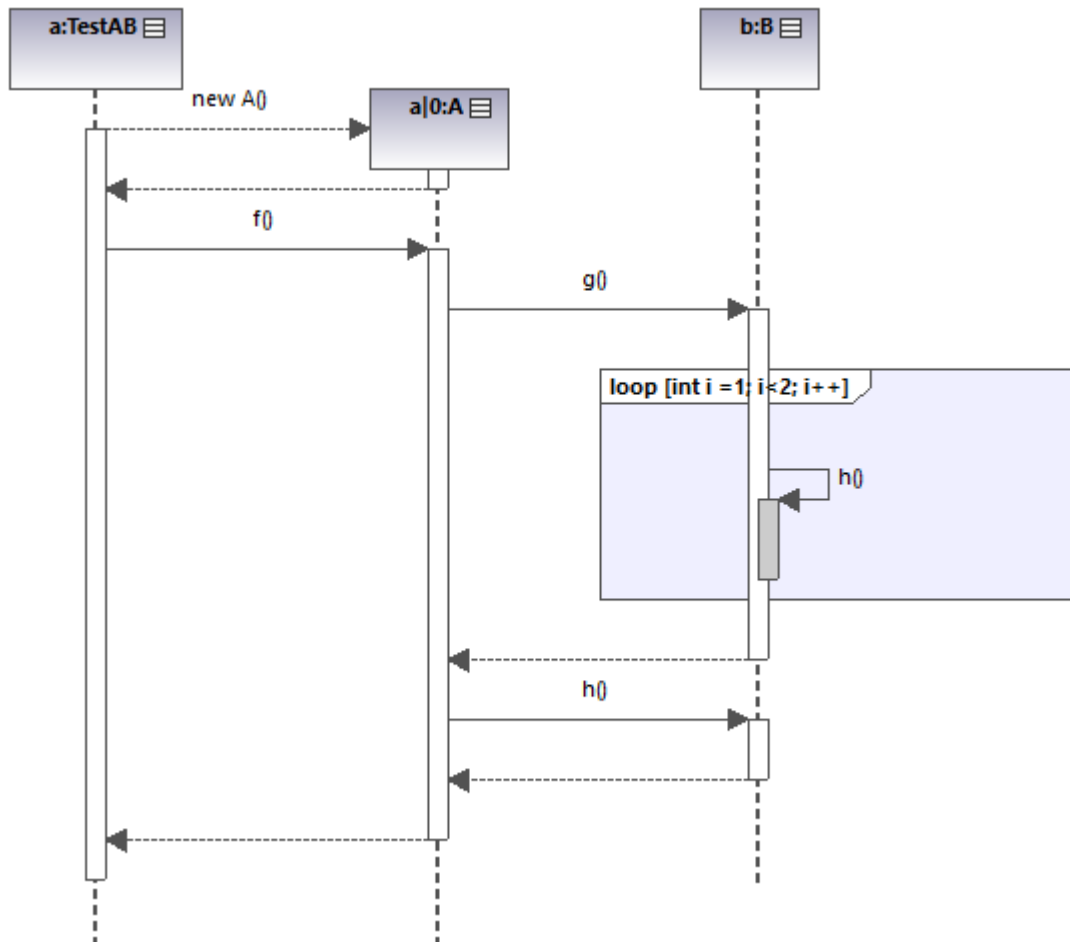 a:TestAB
b:B
new A()
a|0:A
f()
g()
loop [int i =1; i<2; i++]
h()
h()